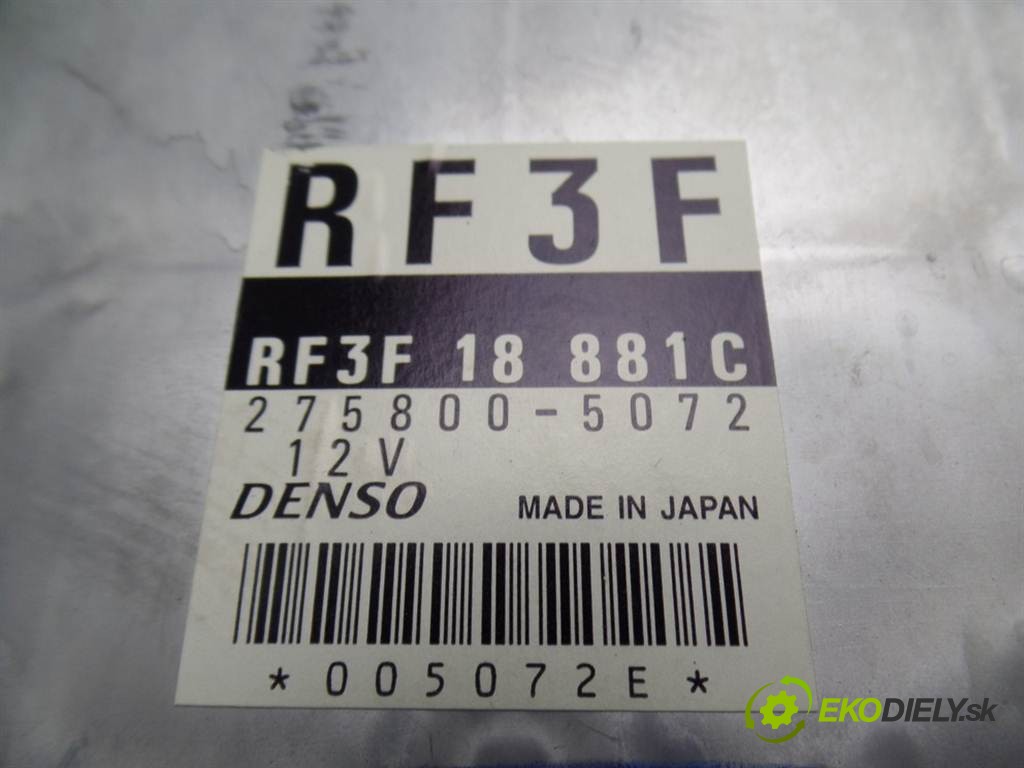 RF3F
RF3F 18 881C
275800-5072
12V
DENSO MADE IN JAPAN
*005072E*
EKODIELY.sk